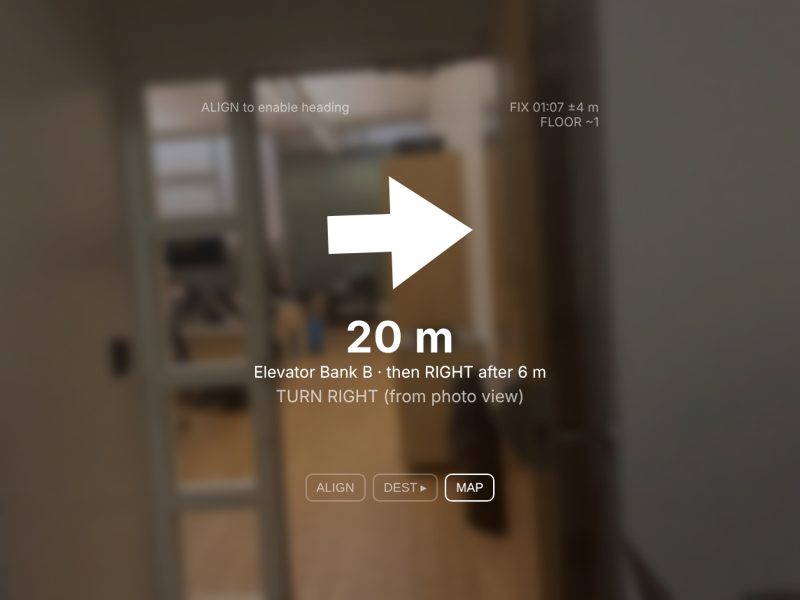 ALIGN to enable heading
FIX 01:07 ±4 m
FLOOR ~1
20 m
Elevator Bank B · then RIGHT after 6 m
TURN RIGHT (from photo view)
ALIGN
DEST ▸
MAP